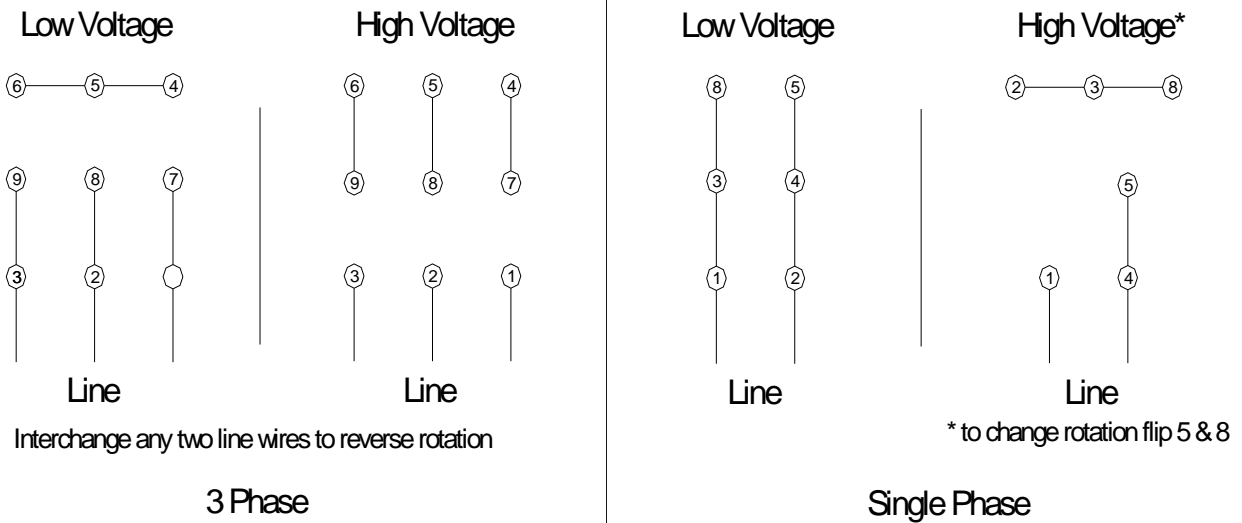 Low Voltage
High Voltage
6 5 4
6 5 4
9 8 7
9 8 7
3 2
3 2 1
Line
Line
Interchange any two line wires to reverse rotation
3 Phase
Low Voltage
High Voltage*
8 5
2 3 8
3 4
5
1 2
1 4
Line
Line
* to change rotation flip 5 & 8
Single Phase